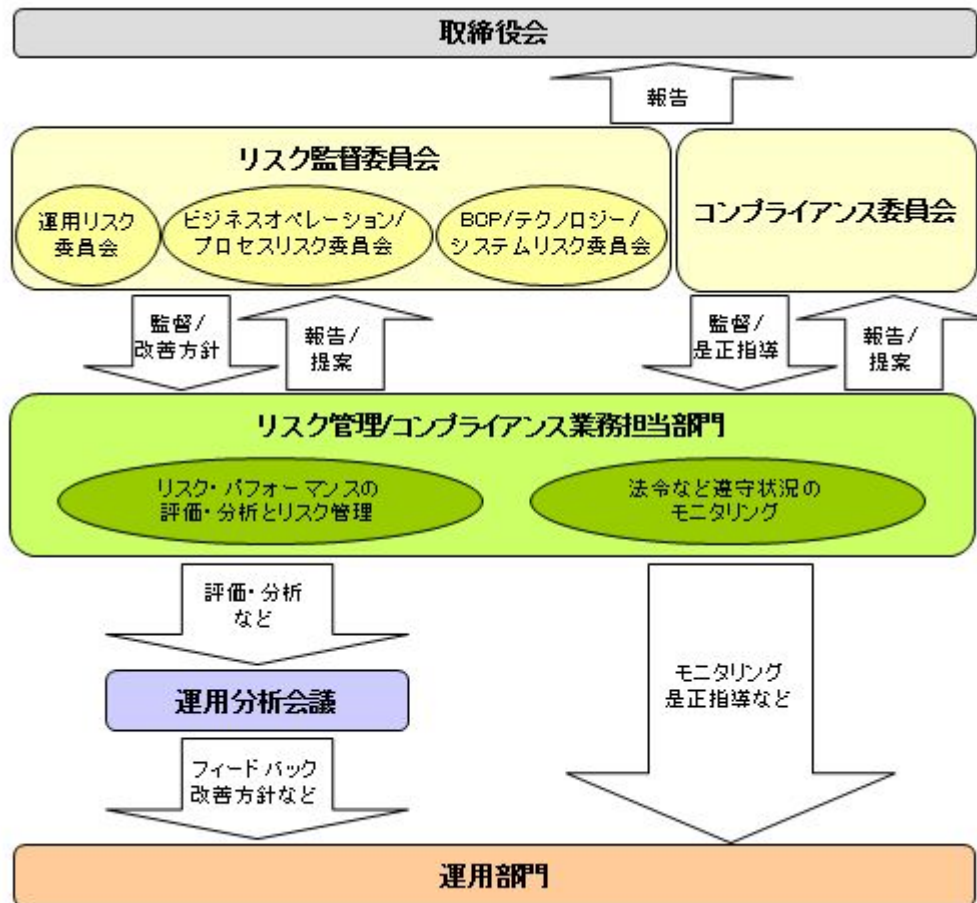 取締役会
報告
リスク監督委員会
運用リスク
委員会
ビジネスオペレーション/
プロセスリスク委員会
BCP/テクノロジー/
システムリスク委員会
コンプライアンス委員会
監督/
改善方針
報告/
提案
監督/
是正指導
報告/
提案
リスク管理/コンプライアンス業務担当部門
リスク・パフォーマンスの
評価・分析とリスク管理
法令など遵守状況の
モニタリング
評価・分析
など
運用分析会議
モニタリング
是正指導など
フィードバック
改善方針など
運用部門